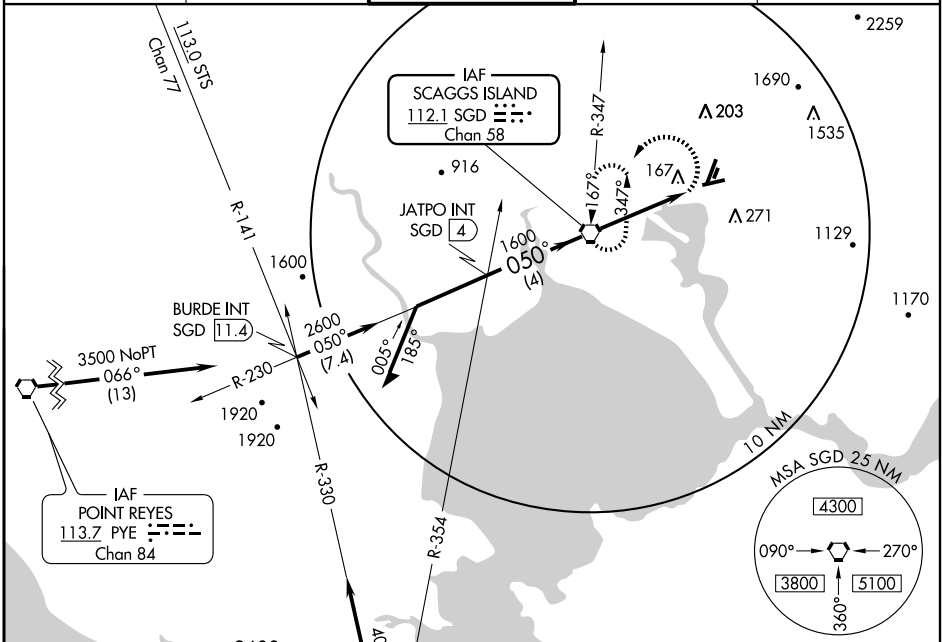 2259
113.0 STS
Chan 77
IAF
SCAGGS ISLAND
112.1 SGD
Chan 58
R-347
1690
203
1535
916
167
167°
347°
271
1129
1170
R-141
JATPO INT
SGD 4
1600
050°
(4)
1600
BURDE INT
SGD 11.4
2600
050°
(7.4)
005°
185°
3500 NoPT
066°
(13)
R-230
1920
1920
R-330
R-354
10 NM
IAF
POINT REYES
113.7 PYE
Chan 84
MSA SGD 25 NM
4300
090°
270°
3800
5100
360°